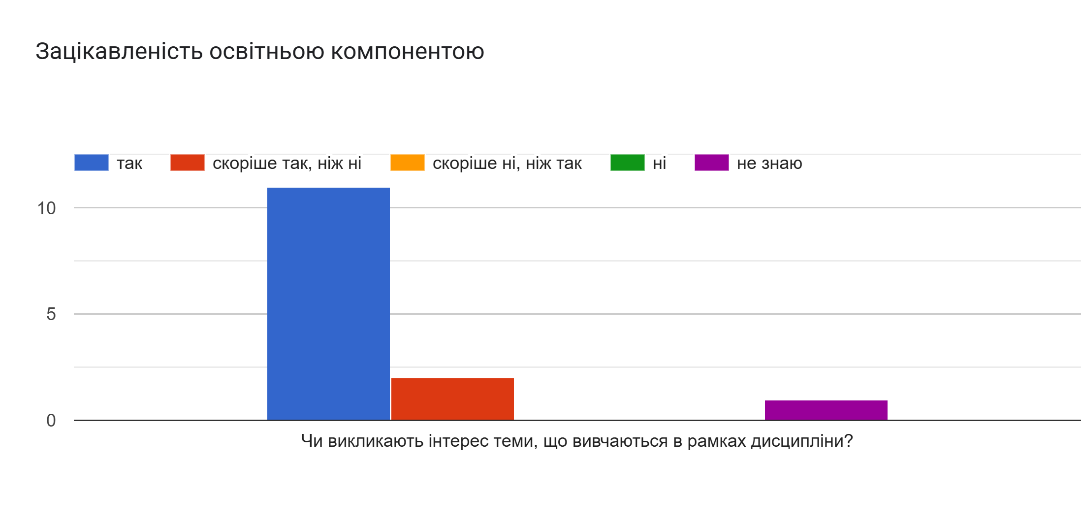 Зацікавленість освітньою компонентою
так скоріше так, ніж ні скоріше ні, ніж так ні не знаю
10
5
0
Чи викликають інтерес теми, що вивчаються в рамках дисципліни?